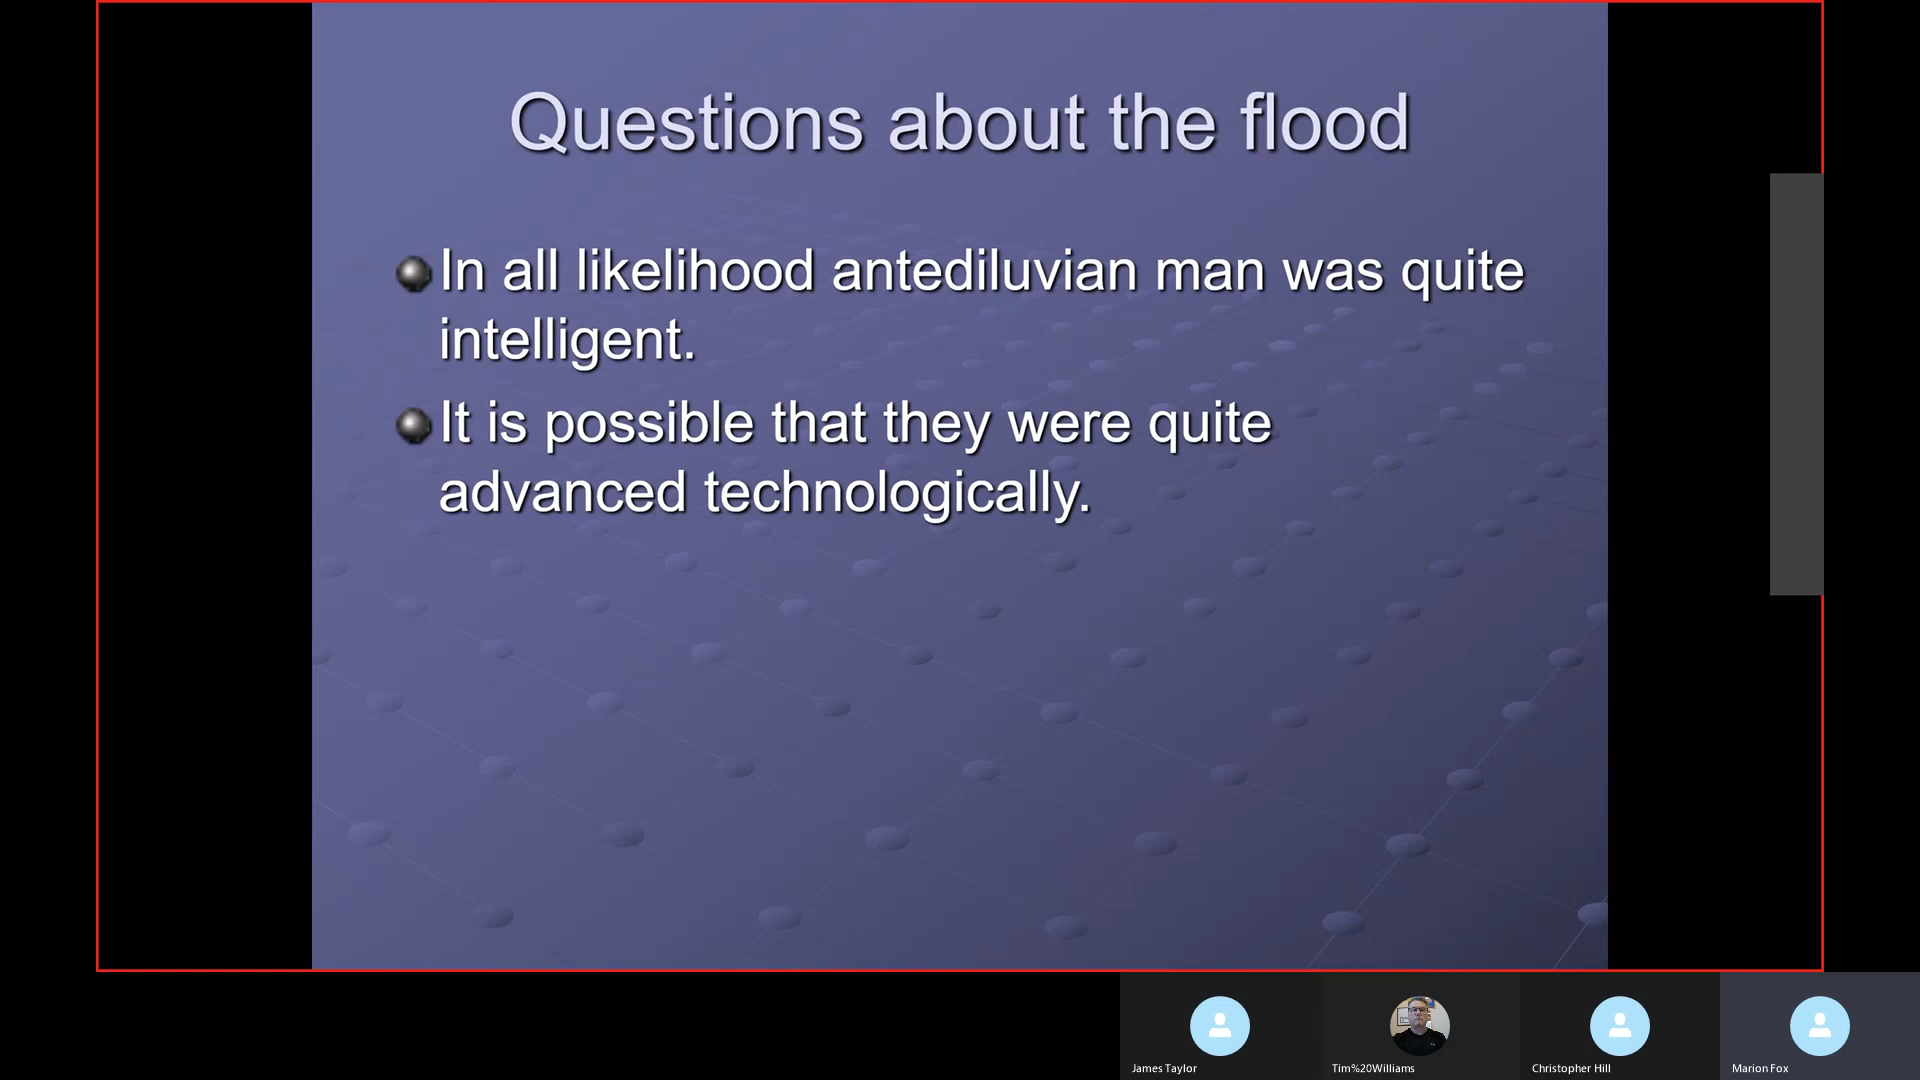 Questions about the flood
In all likelihood antediluvian man was quite
intelligent.
It is possible that they were quite
advanced technologically.
James Taylor
Tim%20Williams
Christopher Hill
Marion Fox